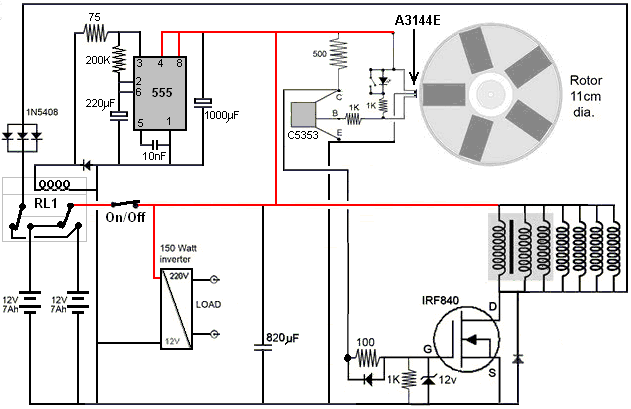 75
A3144E
200K
3
4
8
2
6
555
5
1
220µF
1000µF
10nF
1N5408
500
C
B
E
C5353
1K
1K
Rotor
11cm
dia.
RL1
On/Off
150 Watt
inverter
220V
12V
LOAD
12V
7Ah
12V
7Ah
820µF
IRF840
D
G
S
100
1K
12v